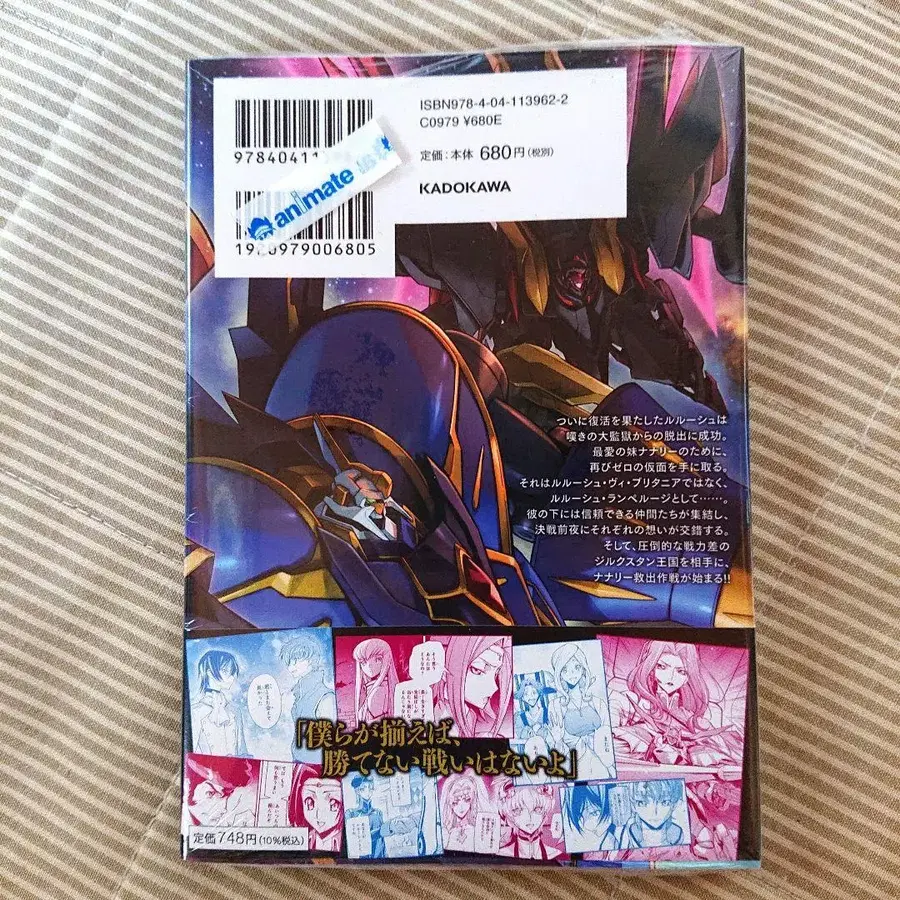 ISBN978-4-04-113962-2
C0979 ¥680E
定価:本体 680円(税別)
KADOKAWA
animate
ついに復活を果たしたルルーシュは
嘆きの大監獄からの脱出に成功。
最愛の妹ナナリーのために、
再びゼロの仮面を手に取る。
それはルルーシュ・ヴィ・ブリタニアではなく、
ルルーシュ・ランペルージとして……。
彼の下には信頼できる仲間たちが集結し、
決戦前夜にそれぞれの想いが交錯する。
そして、圧倒的な戦力差の
ジルクスタン王国を相手に、
ナナリー救出作戦が始まる!!
「僕らが揃えば、
勝てない戦いはないよ」
定価748円(10%税込)